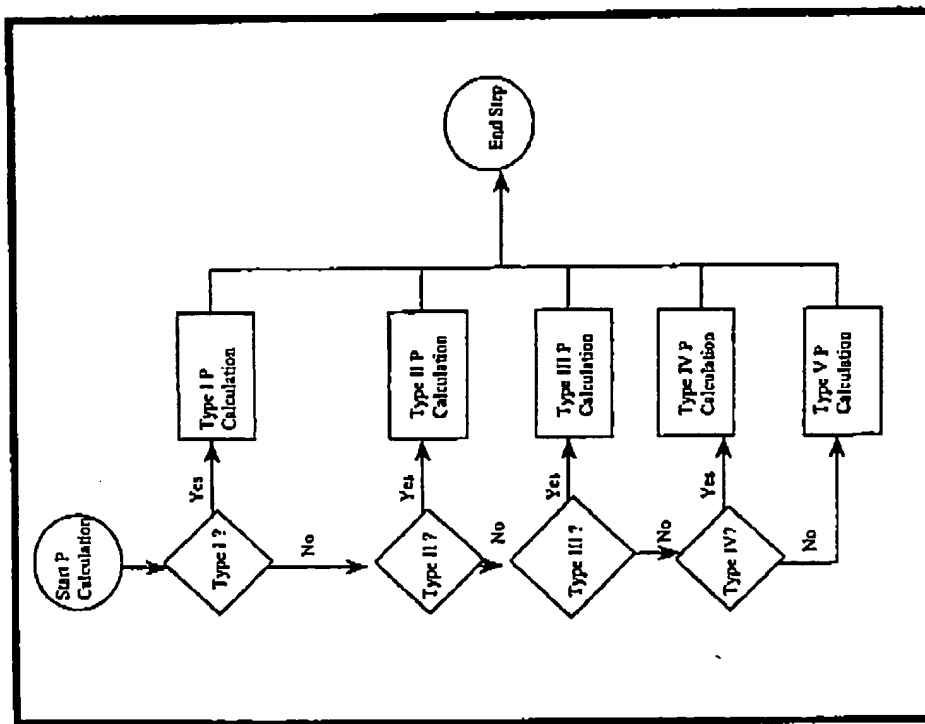 Start P
Calculation
Type I ?
Yes
No
Type I P
Calculation
Type II ?
Yes
No
Type II P
Calculation
Type III ?
Yes
No
Type III P
Calculation
Type IV?
Yes
No
Type IV P
Calculation
Type V P
Calculation
End Step